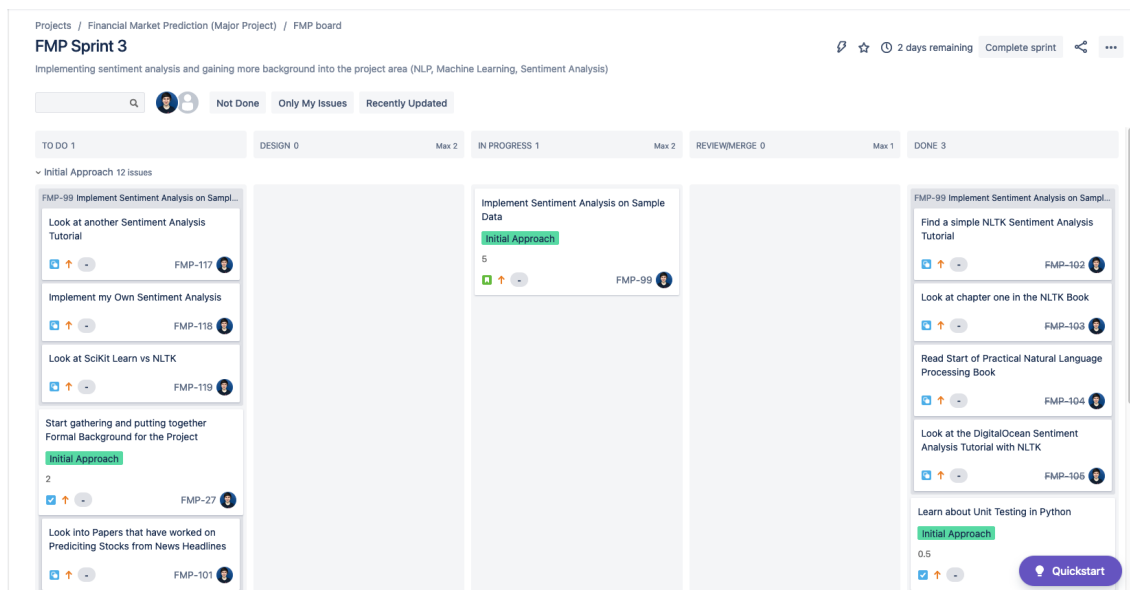 Projects / Financial Market Prediction (Major Project) / FMP board
FMP Sprint 3
2 days remaining
Complete sprint
Implementing sentiment analysis and gaining more background into the project area (NLP, Machine Learning, Sentiment Analysis)
Not Done
Only My Issues
Recently Updated
TO DO 1
DESIGN 0
Max 2
IN PROGRESS 1
Max 2
REVIEW/MERGE 0
Max 1
DONE 3
Initial Approach 12 issues
FMP-99 Implement Sentiment Analysis on Sampl...
Look at another Sentiment Analysis
Tutorial
-
FMP-117
Implement my Own Sentiment Analysis
-
FMP-118
Look at SciKit Learn vs NLTK
-
FMP-119
Start gathering and putting together
Formal Background for the Project
Initial Approach
2
-
FMP-27
Look into Papers that have worked on
Prediciting Stocks from News Headlines
-
FMP-101
Implement Sentiment Analysis on Sample
Data
Initial Approach
5
-
FMP-99
FMP-99 Implement Sentiment Analysis on Sampl...
Find a simple NLTK Sentiment Analysis
Tutorial
-
FMP-102
Look at chapter one in the NLTK Book
-
FMP-103
Read Start of Practical Natural Language
Processing Book
-
FMP-104
Look at the DigitalOcean Sentiment
Analysis Tutorial with NLTK
-
FMP-105
Learn about Unit Testing in Python
Initial Approach
0.5
-
Quickstart